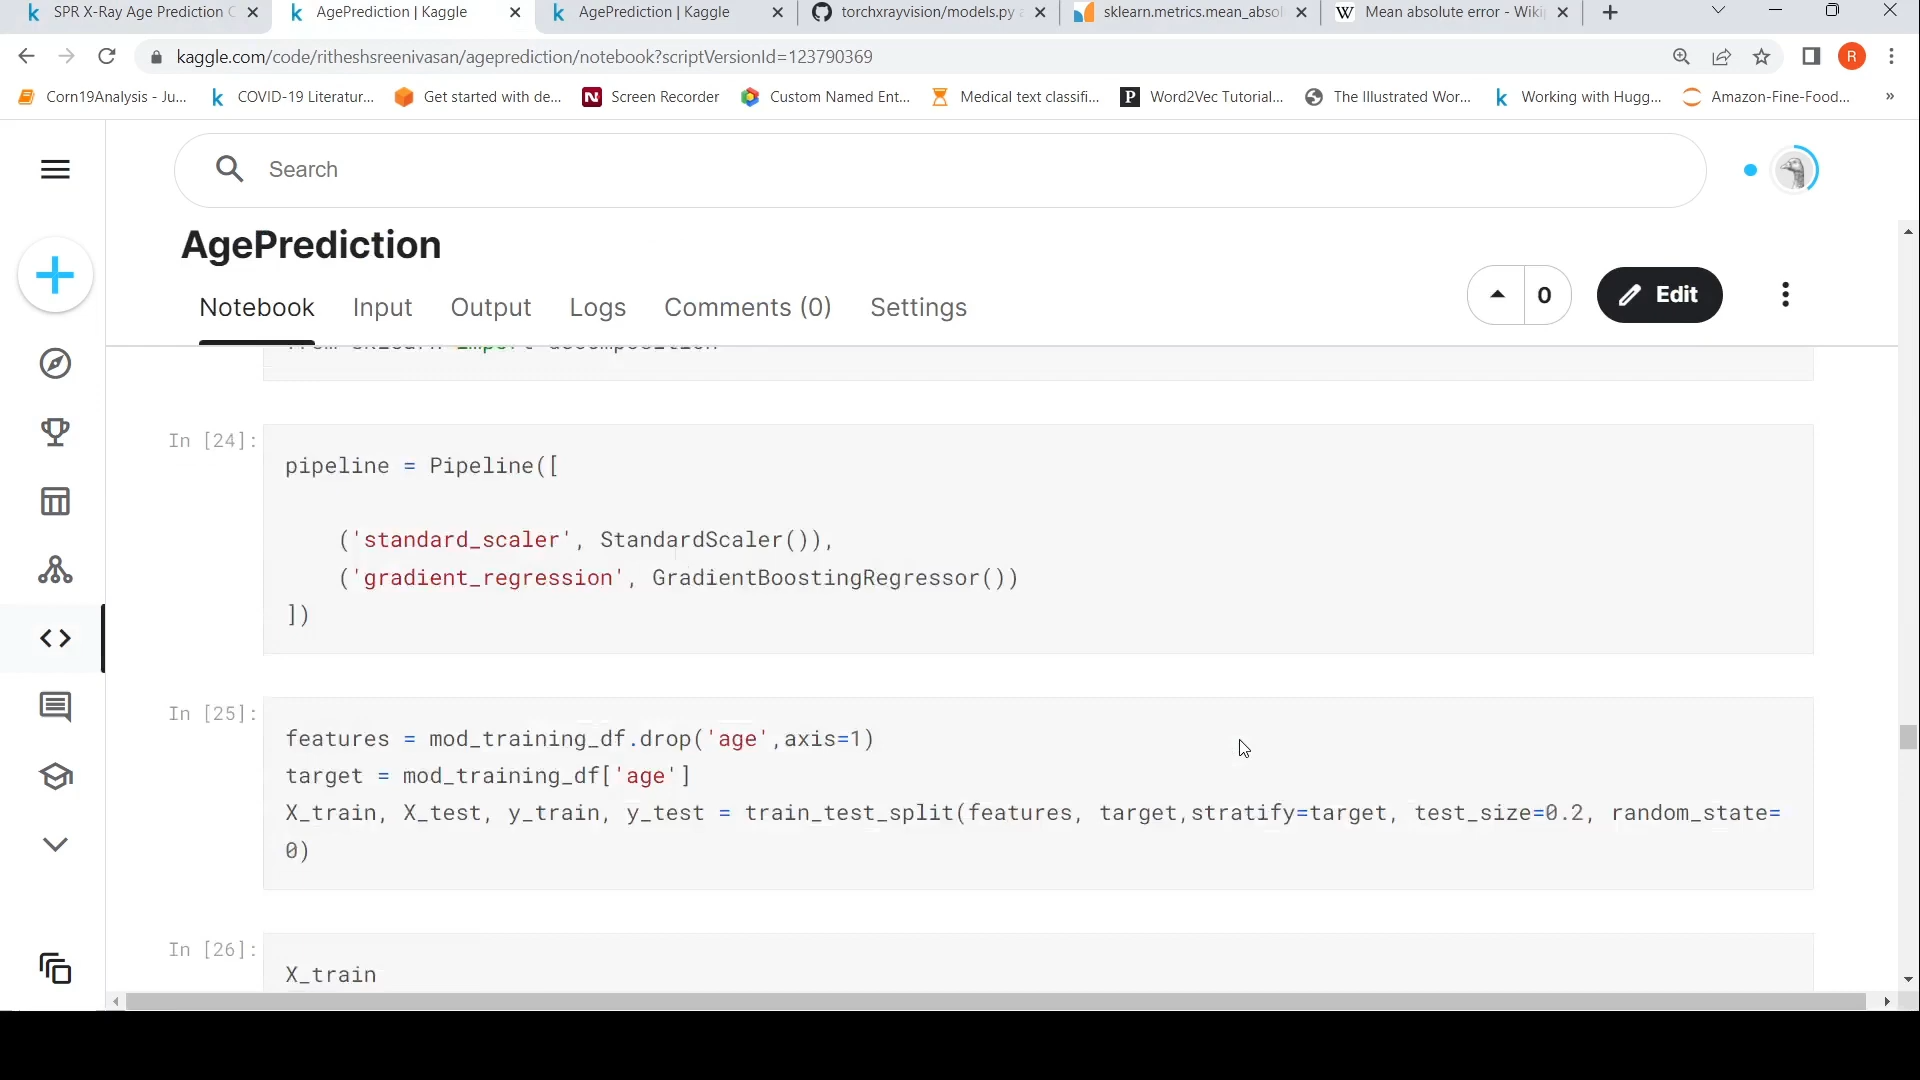 SPR X-Ray Age Prediction C
AgePrediction | Kaggle
AgePrediction | Kaggle
torchxrayvision/models.py a
sklearn.metrics.mean_absol
W Mean absolute error - Wiki
kaggle.com/code/ritheshsreenivasan/ageprediction/notebook?scriptVersionId=123790369
R
Corn19Analysis - Ju...
COVID-19 Literatur...
Get started with de...
Screen Recorder
Custom Named Ent...
Medical text classifi...
Word2Vec Tutorial...
The Illustrated Wor...
Working with Hugg...
Amazon-Fine-Food...
»
Search
AgePrediction
Notebook
Input
Output
Logs
Comments (0)
Settings
0
Edit
In [24]:
pipeline = Pipeline([
('standard_scaler', StandardScaler()),
('gradient_regression', GradientBoostingRegressor())
])
In [25]:
features = mod_training_df.drop('age',axis=1)
target = mod_training_df['age']
X_train, X_test, y_train, y_test = train_test_split(features, target,stratify=target, test_size=0.2, random_state=
0)
In [26]:
X_train